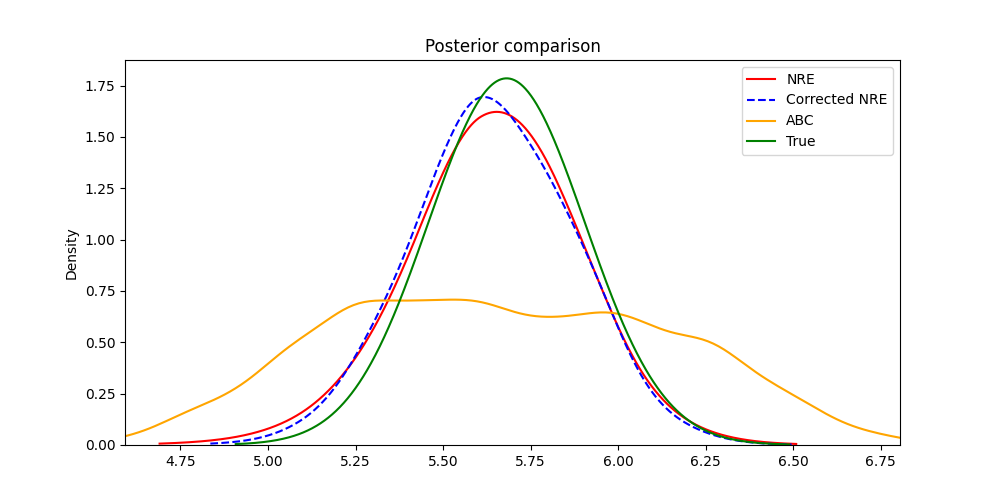 Posterior comparison
NRE
Corrected NRE
ABC
True
Density
1.75
1.50
1.25
1.00
0.75
0.50
0.25
0.00
4.75 5.00 5.25 5.50 5.75 6.00 6.25 6.50 6.75